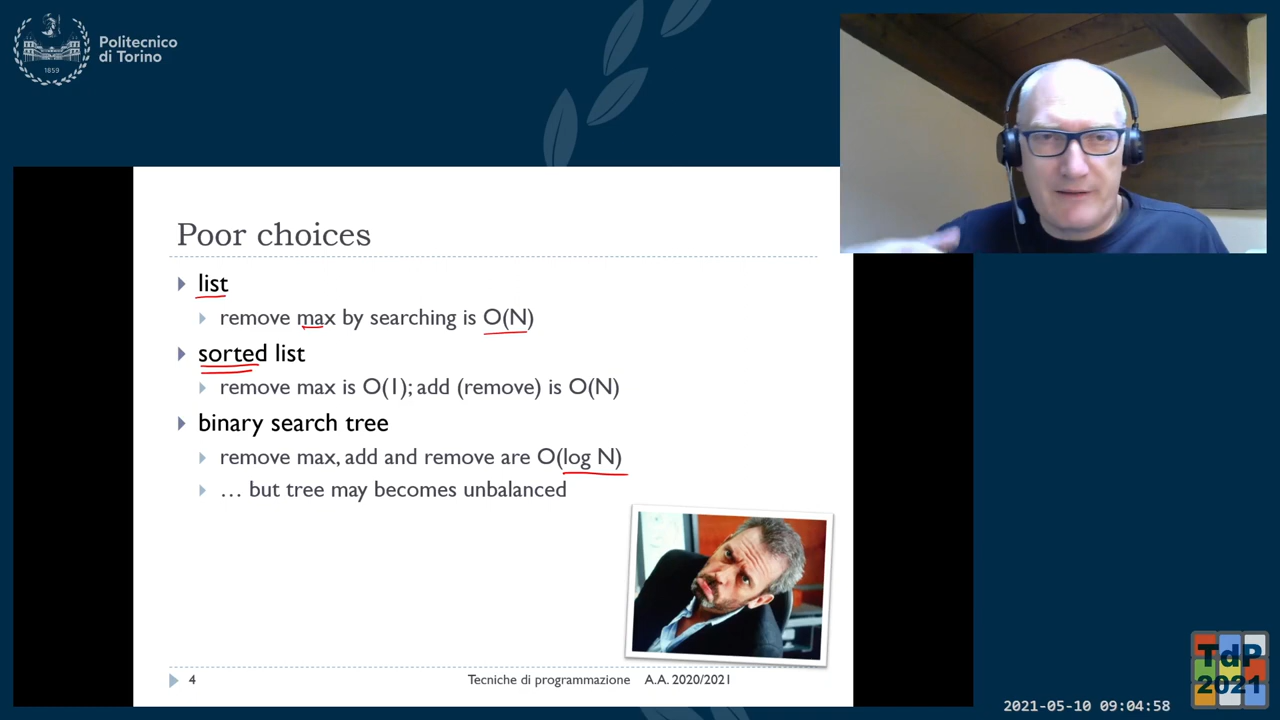 Politecnico
di Torino
1859
Poor choices
list
remove max by searching is O(N)
sorted list
remove max is O(1); add (remove) is O(N)
binary search tree
remove max, add and remove are O(log N)
… but tree may becomes unbalanced
4
Tecniche di programmazione A.A. 2020/2021
TdP
2021
2021-05-10 09:04:58